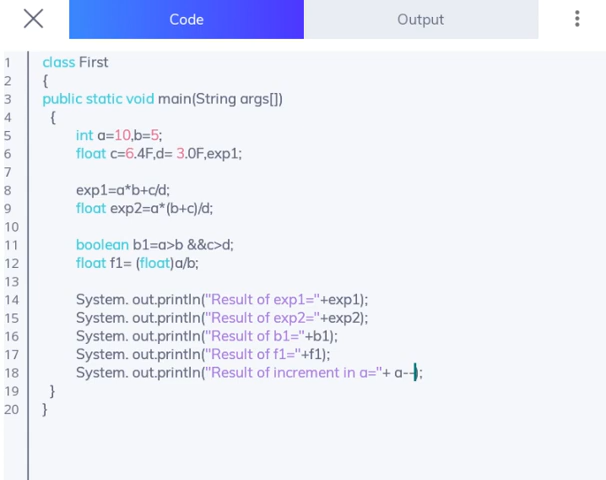 Code Output
1 class First
2 {
3 public static void main(String args[])
4 {
5 int a=10,b=5;
6 float c=6.4F,d= 3.0F,exp1;
7
8 exp1=a*b+c/d;
9 float exp2=a*(b+c)/d;
10
11 boolean b1=a>b &&c>d;
12 float f1= (float)a/b;
13
14 System. out.println("Result of exp1="+exp1);
15 System. out.println("Result of exp2="+exp2);
16 System. out.println("Result of b1="+b1);
17 System. out.println("Result of f1="+f1);
18 System. out.println("Result of increment in a="+ a--);
19 }
20 }